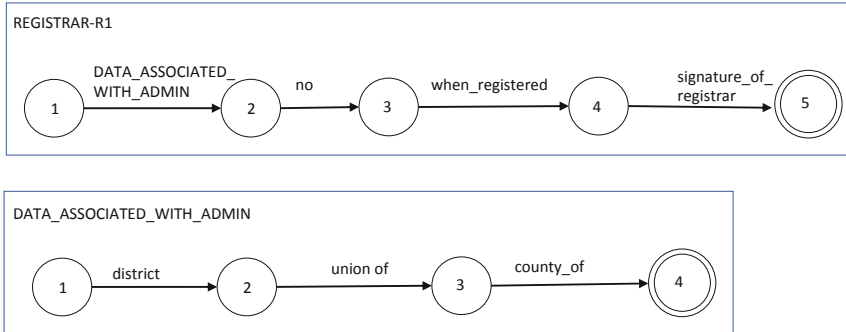 REGISTRAR-R1
DATA_ASSOCIATED_
WITH_ADMIN
no
when_registered
signature_of_
registrar
1
2
3
4
5
DATA_ASSOCIATED_WITH_ADMIN
district
union of
county_of
1
2
3
4